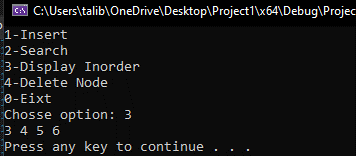 C:\Users\talib\OneDrive\Desktop\Project1\x64\Debug\Projec
1-Insert
2-Search
3-Display Inorder
4-Delete Node
0-Eixt
Chosse option: 3
3 4 5 6
Press any key to continue . . .